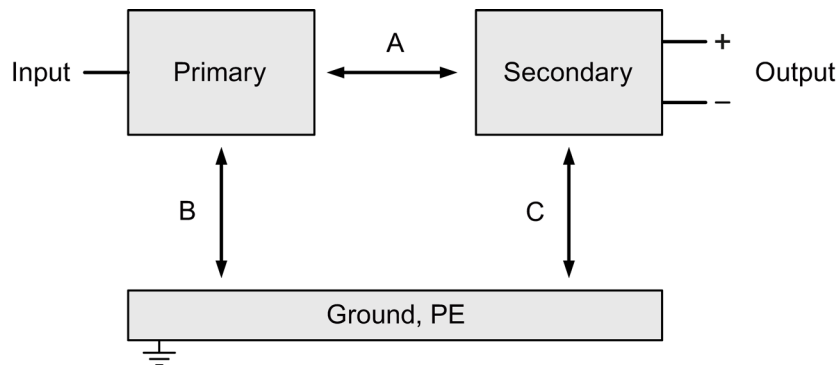 A
Input
Primary
Secondary
+
−
Output
B
C
Ground, PE